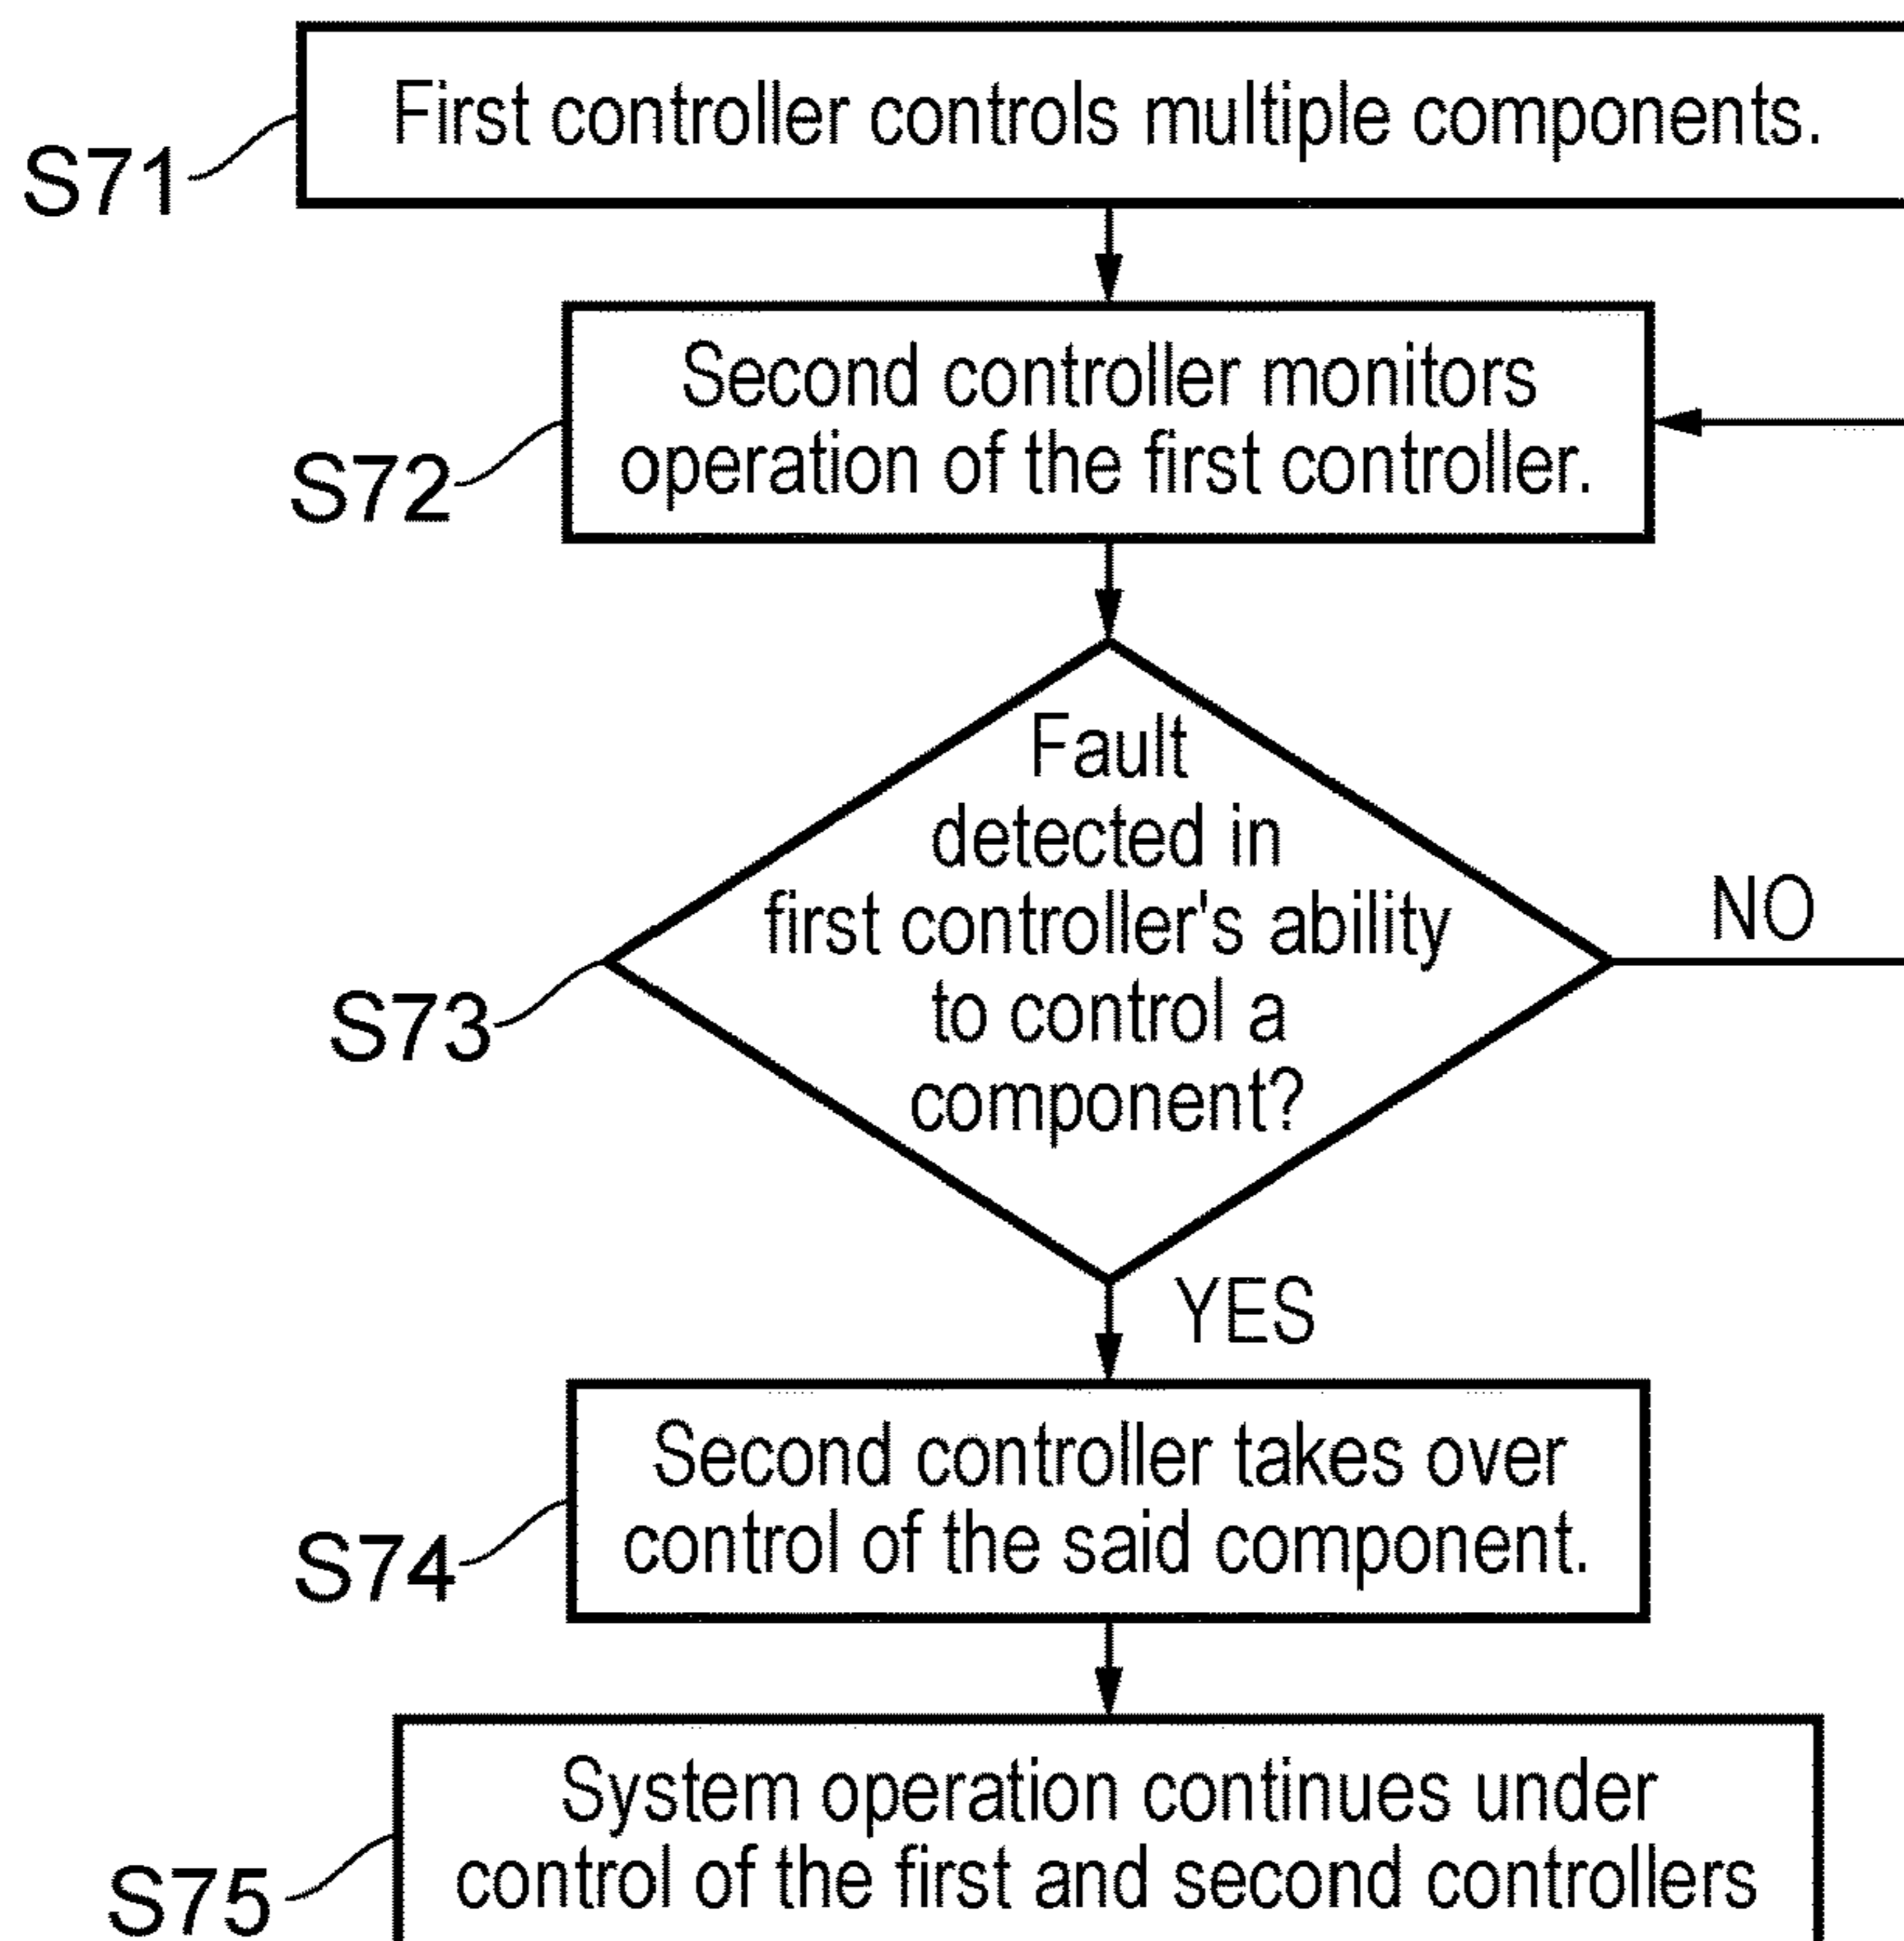 First controller controls multiple components.
S71
Second controller monitors
operation of the first controller.
S72
Fault
detected in
first controller's ability
to control a
component?
NO
S73
YES
Second controller takes over
control of the said component.
S74
System operation continues under
control of the first and second controllers
S75